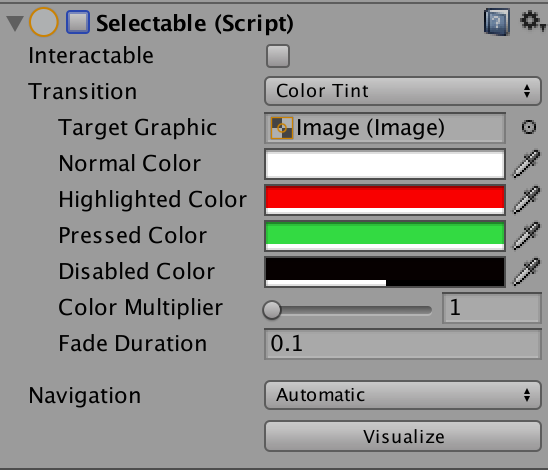 Selectable (Script)
Interactable
Transition Color Tint
Target Graphic Image (Image)
Normal Color
Highlighted Color
Pressed Color
Disabled Color
Color Multiplier 1
Fade Duration 0.1
Navigation Automatic
Visualize